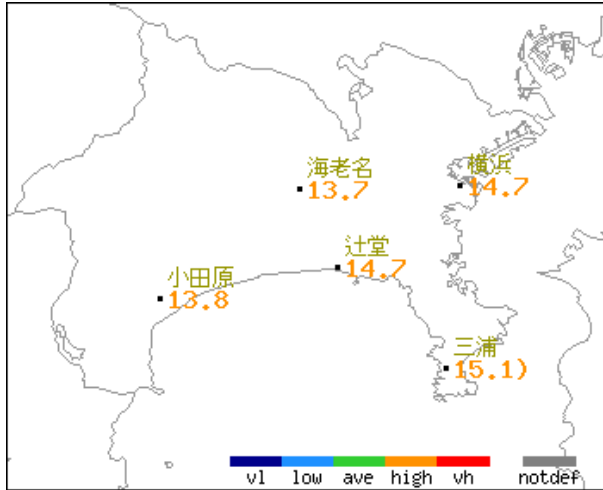 海老名
13.7
横浜
14.7
辻堂
14.7
小田原
13.8
三浦
15.1)
vl low ave high vh notdef